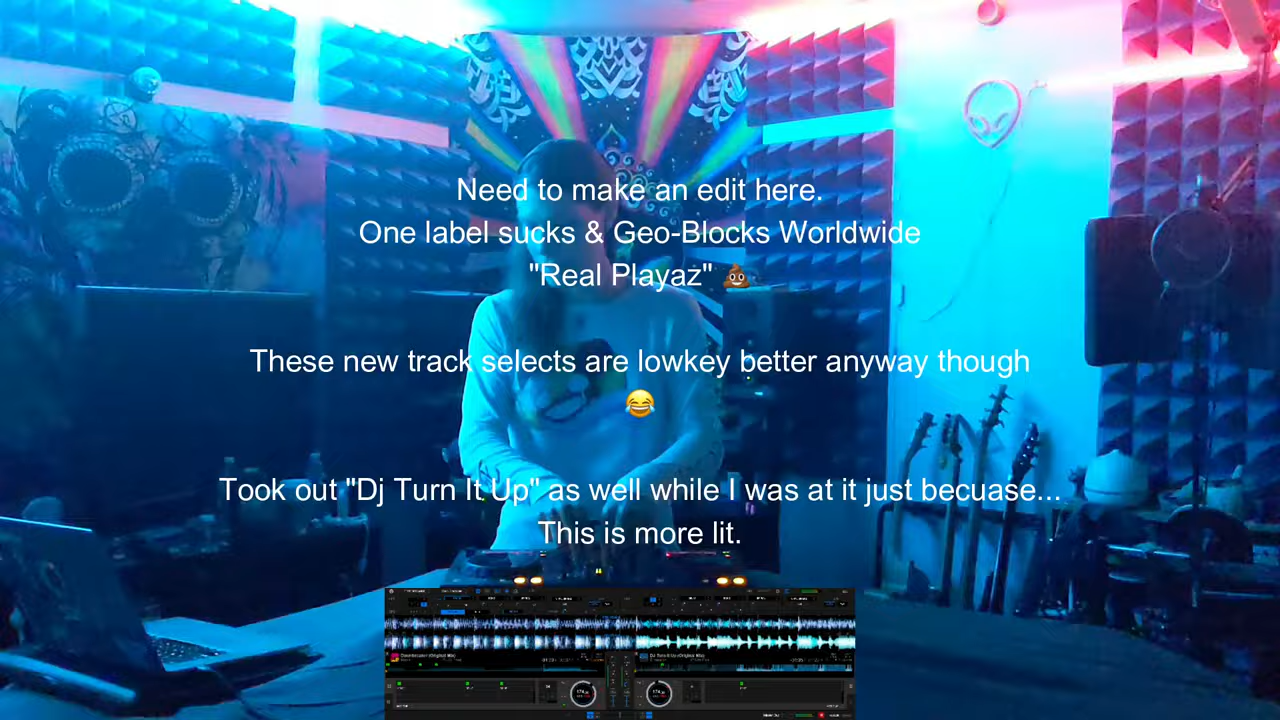 Need to make an edit here.
One label sucks & Geo-Blocks Worldwide
"Real Playaz" 💩
These new track selects are lowkey better anyway though
😂
Took out "Dj Turn It Up" as well while I was at it just becuase...
This is more lit.